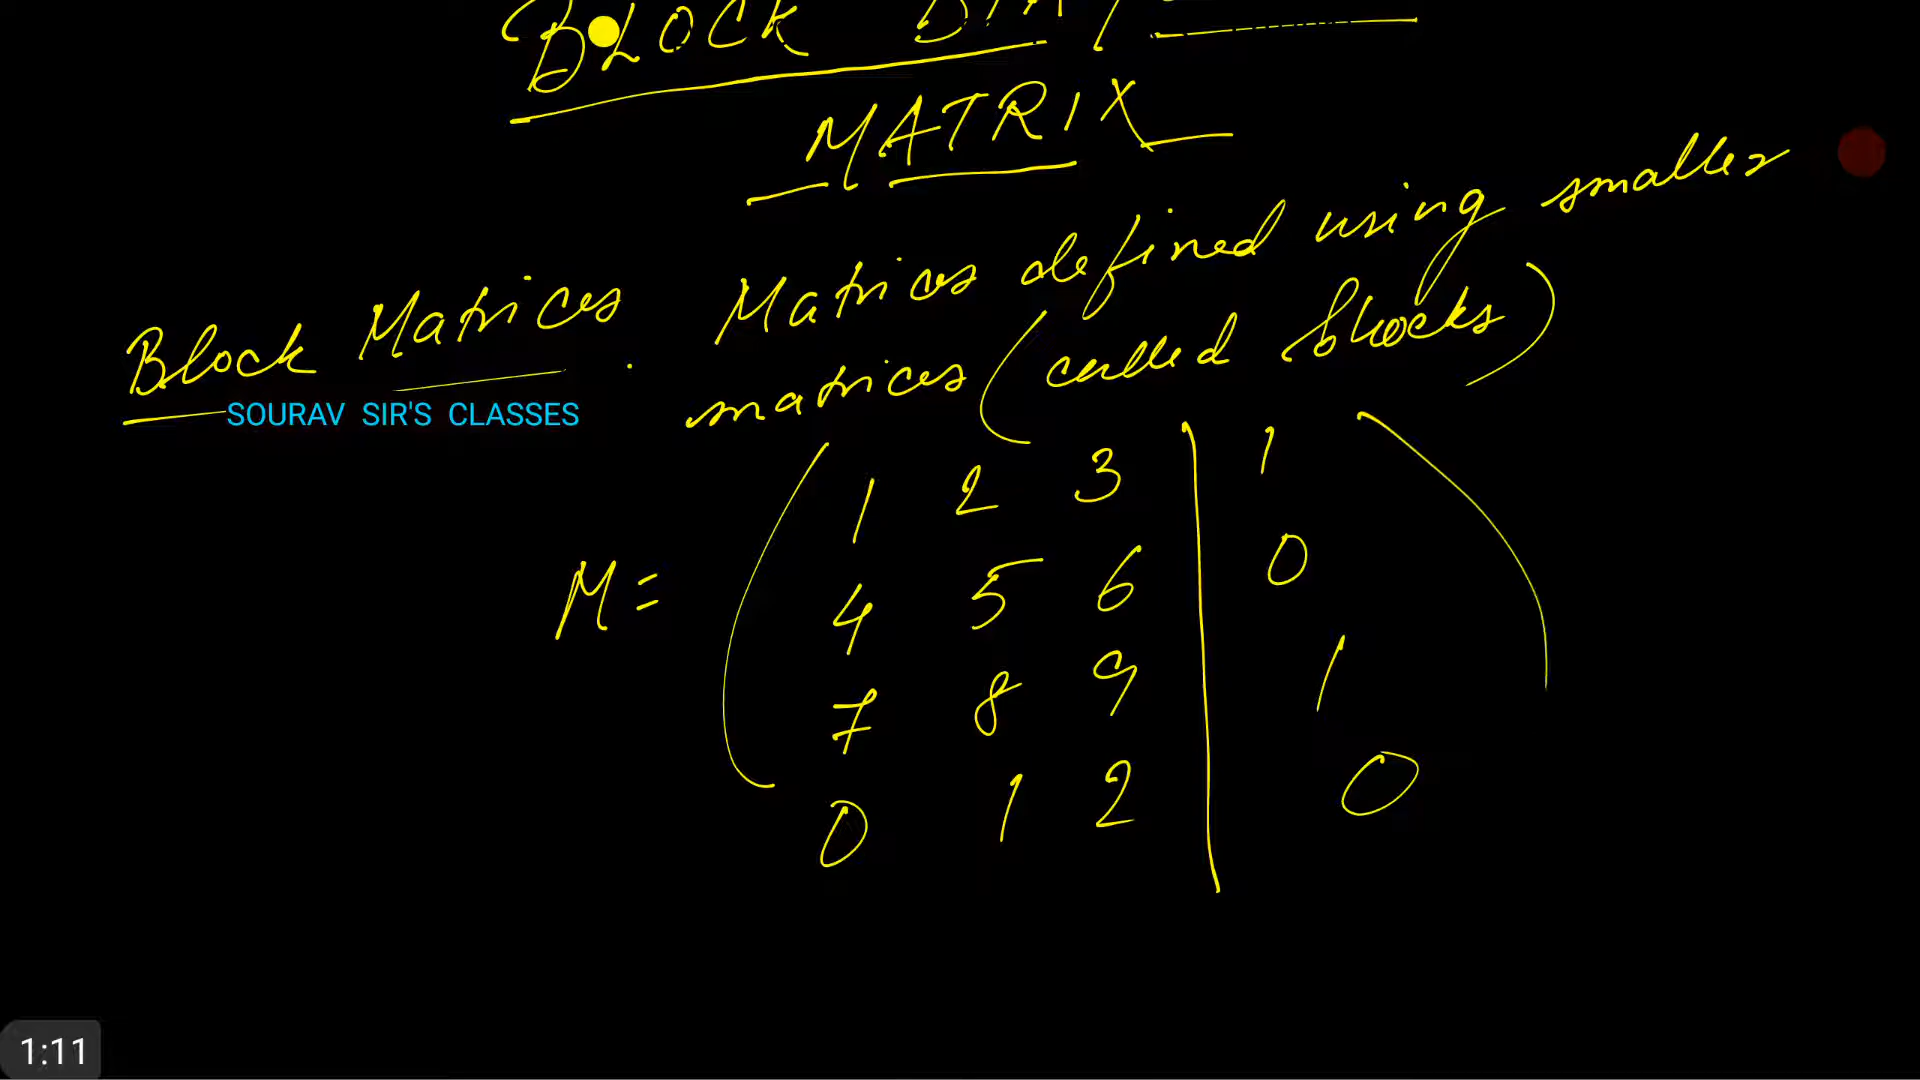 BLOCK
MATRIX
Block Matrices. Matrices defined using smaller
matrices (called blocks)
SOURAV SIR'S CLASSES
1 2 3 | 1
M = 4 5 6 | 0
7 8 9 | 1
0 1 2 | 0
1:11